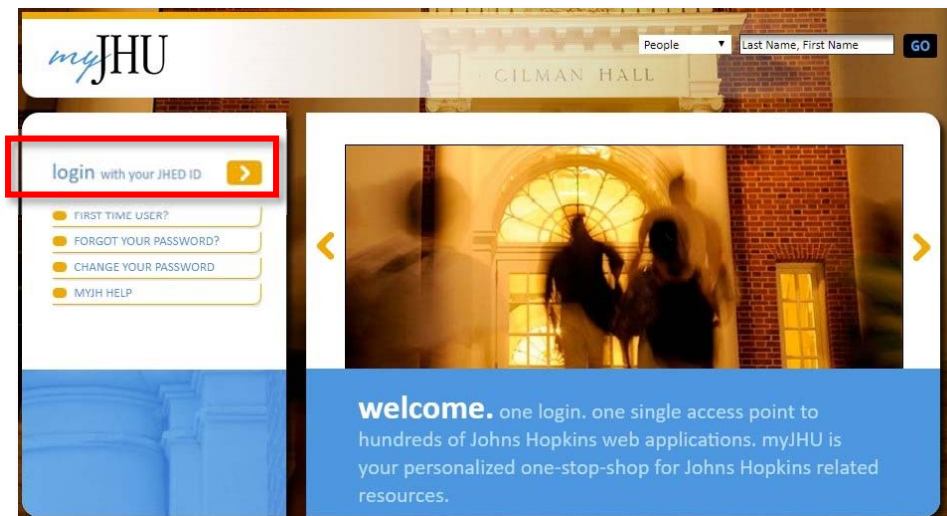 myJHU
People
Last Name, First Name
GO
GILMAN HALL
login with your JHED ID
FIRST TIME USER?
FORGOT YOUR PASSWORD?
CHANGE YOUR PASSWORD
MYJH HELP
welcome. one login. one single access point to
hundreds of Johns Hopkins web applications. myJHU is
your personalized one-stop-shop for Johns Hopkins related
resources.